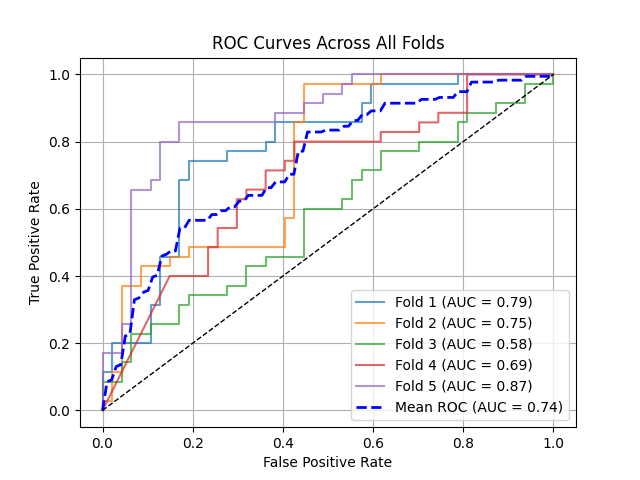 ROC Curves Across All Folds
True Positive Rate
1.0
0.8
0.6
0.4
0.2
0.0
Fold 1 (AUC = 0.79)
Fold 2 (AUC = 0.75)
Fold 3 (AUC = 0.58)
Fold 4 (AUC = 0.69)
Fold 5 (AUC = 0.87)
Mean ROC (AUC = 0.74)
0.0 0.2 0.4 0.6 0.8 1.0
False Positive Rate